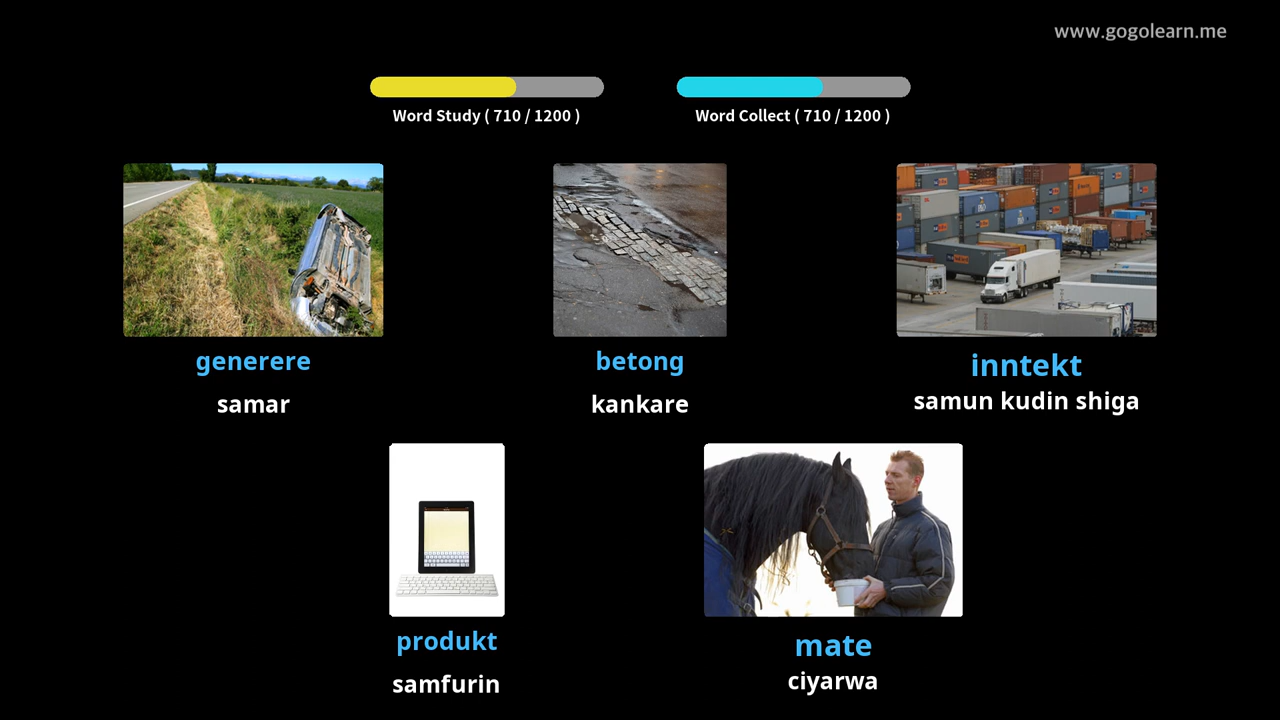 www.gogolearn.me
Word Study ( 710 / 1200 )
Word Collect ( 710 / 1200 )
generere
betong
inntekt
samar
kankare
samun kudin shiga
produkt
mate
samfurin
ciyarwa